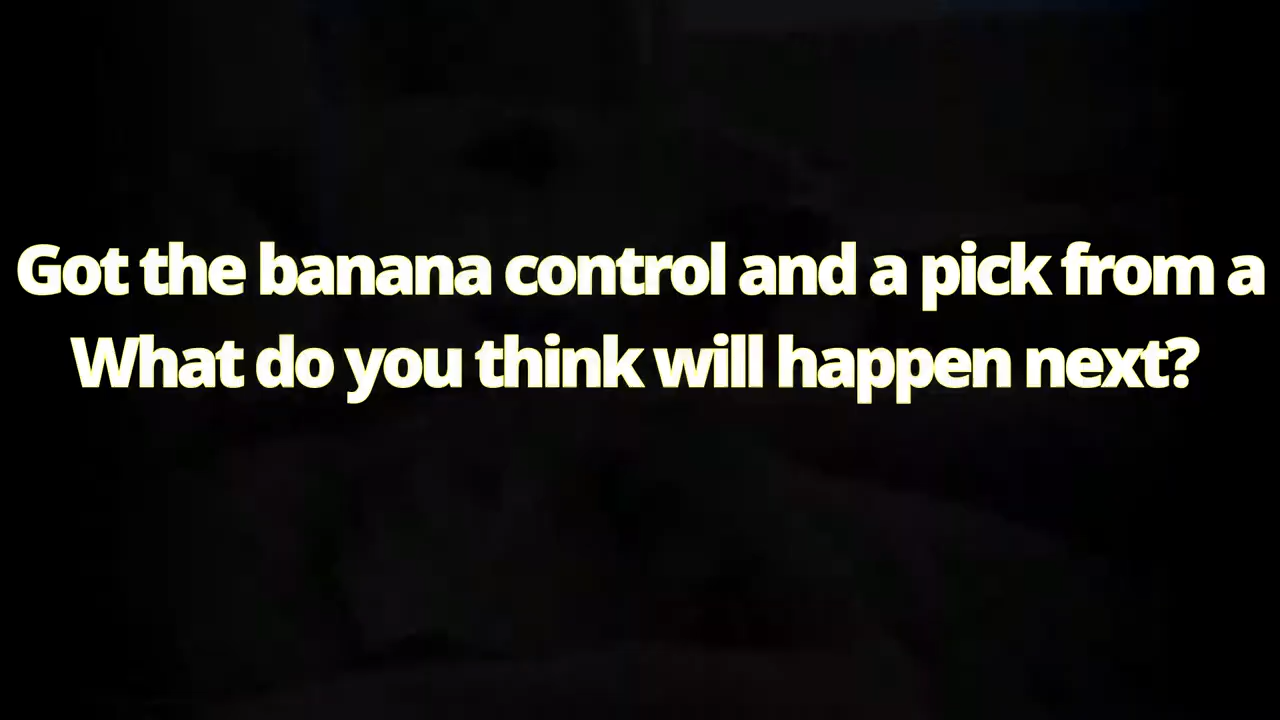 Got the banana control and a pick from a
What do you think will happen next?